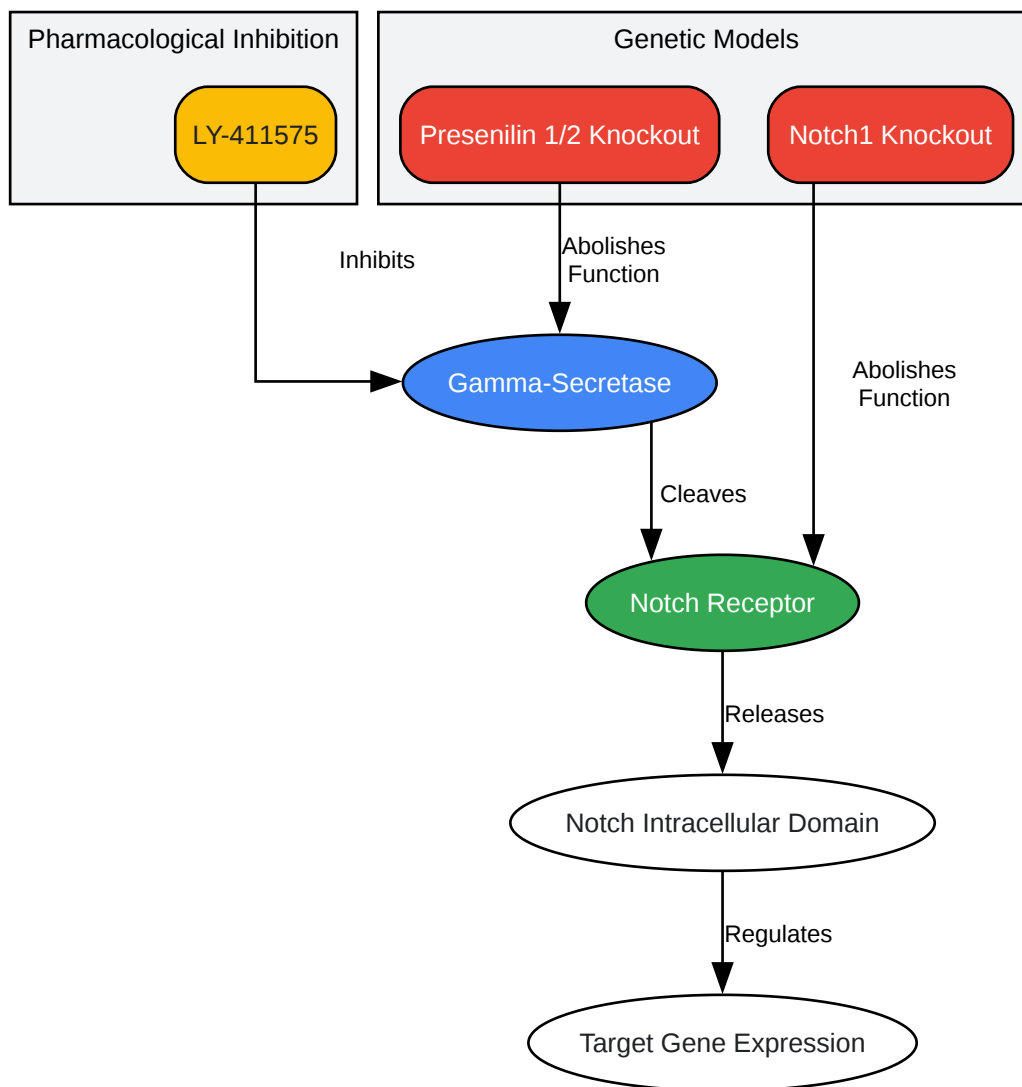 Pharmacological Inhibition
Genetic Models
LY-411575
Presenilin 1/2 Knockout
Notch1 Knockout
Inhibits
Abolishes
Function
Gamma-Secretase
Abolishes
Function
Cleaves
Notch Receptor
Releases
Notch Intracellular Domain
Regulates
Target Gene Expression